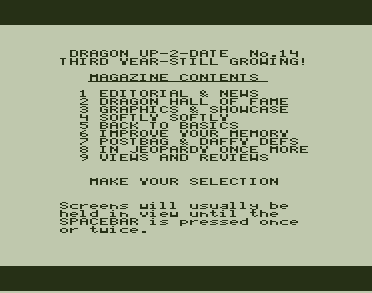 DRAGON UP-2-DATE No.14
THIRD YEAR-STILL GROWING!
MAGAZINE CONTENTS
1 EDITORIAL & NEWS
2 DRAGON HALL OF FAME
3 GRAPHICS & SHOWCASE
4 SOFTLY SOFTLY
5 BACK TO BASICS
6 IMPROVE YOUR MEMORY
7 POSTBAG & DAFFY DEFS
8 IN JEOPARDY ONCE MORE
9 VIEWS AND REVIEWS
MAKE YOUR SELECTION
Screens will usually be
held in view until the
SPACEBAR is pressed once
or twice.